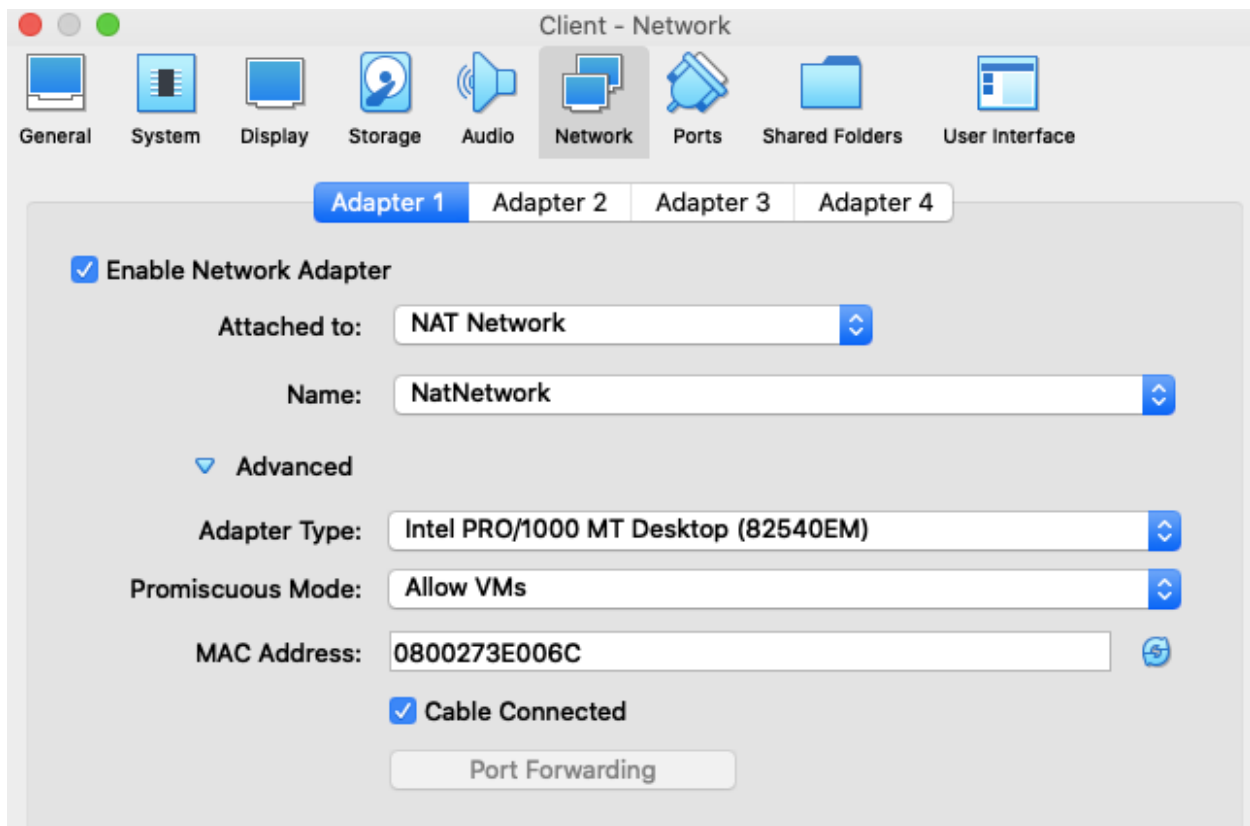 Client - Network
General System Display Storage Audio Network Ports Shared Folders User Interface
Adapter 1 Adapter 2 Adapter 3 Adapter 4
Enable Network Adapter
Attached to: NAT Network
Name: NatNetwork
Advanced
Adapter Type: Intel PRO/1000 MT Desktop (82540EM)
Promiscuous Mode: Allow VMs
MAC Address: 0800273E006C
Cable Connected
Port Forwarding